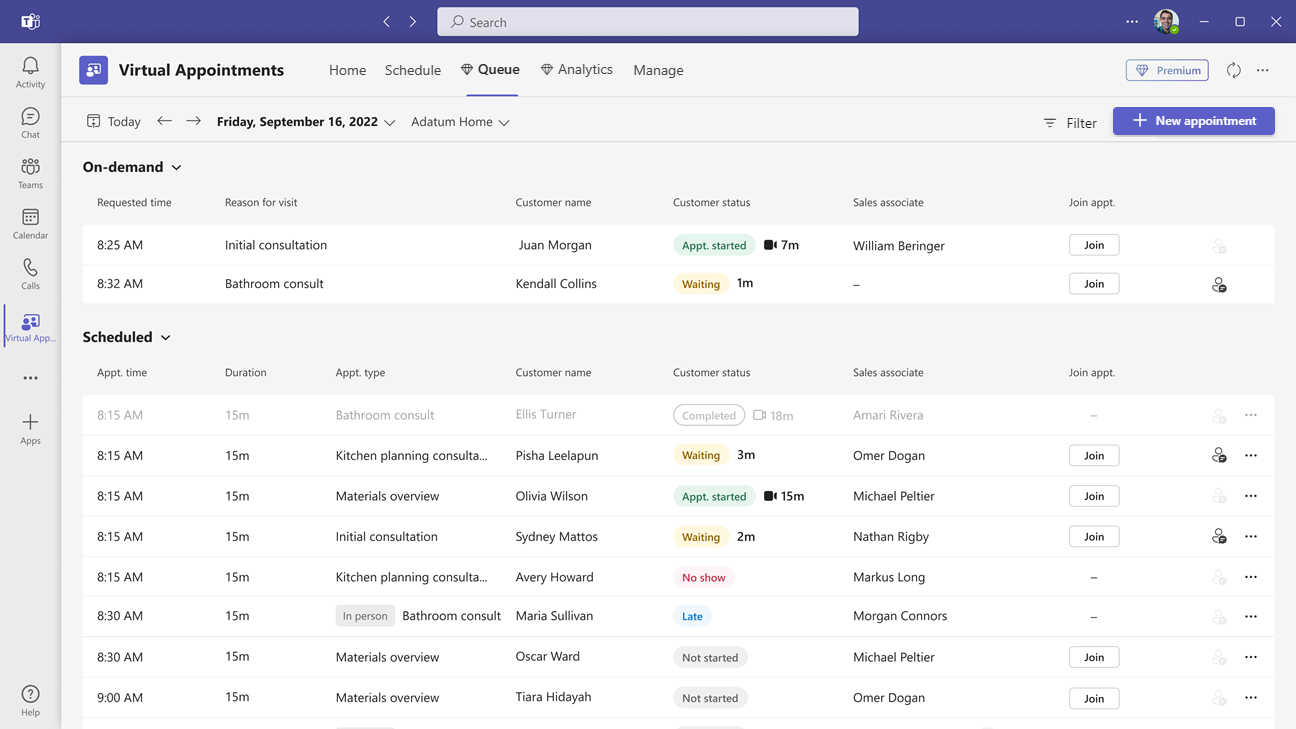 Search
Activity
Chat
Teams
Calendar
Calls
Virtual App...
Apps
Help
Virtual Appointments Home Schedule Queue Analytics Manage Premium
Today Friday, September 16, 2022 Adatum Home Filter New appointment
On-demand
Requested time Reason for visit Customer name Customer status Sales associate Join appt.
8:25 AM Initial consultation Juan Morgan Appt. started 7m William Beringer Join
8:32 AM Bathroom consult Kendall Collins Waiting 1m – Join
Scheduled
Appt. time Duration Appt. type Customer name Customer status Sales associate Join appt.
8:15 AM 15m Bathroom consult Ellis Turner Completed 18m Amari Rivera –
8:15 AM 15m Kitchen planning consulta... Pisha Leelapun Waiting 3m Omer Dogan Join
8:15 AM 15m Materials overview Olivia Wilson Appt. started 15m Michael Peltier Join
8:15 AM 15m Initial consultation Sydney Mattos Waiting 2m Nathan Rigby Join
8:15 AM 15m Kitchen planning consulta... Avery Howard No show Markus Long –
8:30 AM 15m In person Bathroom consult Maria Sullivan Late Morgan Connors –
8:30 AM 15m Materials overview Oscar Ward Not started Michael Peltier Join
9:00 AM 15m Materials overview Tiara Hidayah Not started Omer Dogan Join